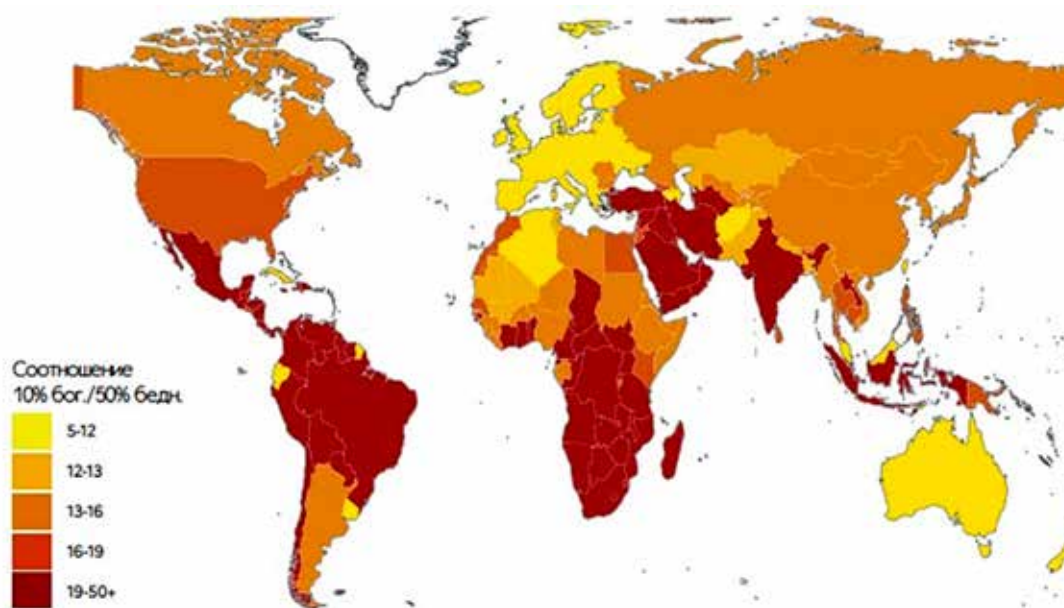 Соотношение
10% бог./50% бедн.
5-12
12-13
13-16
16-19
19-50+